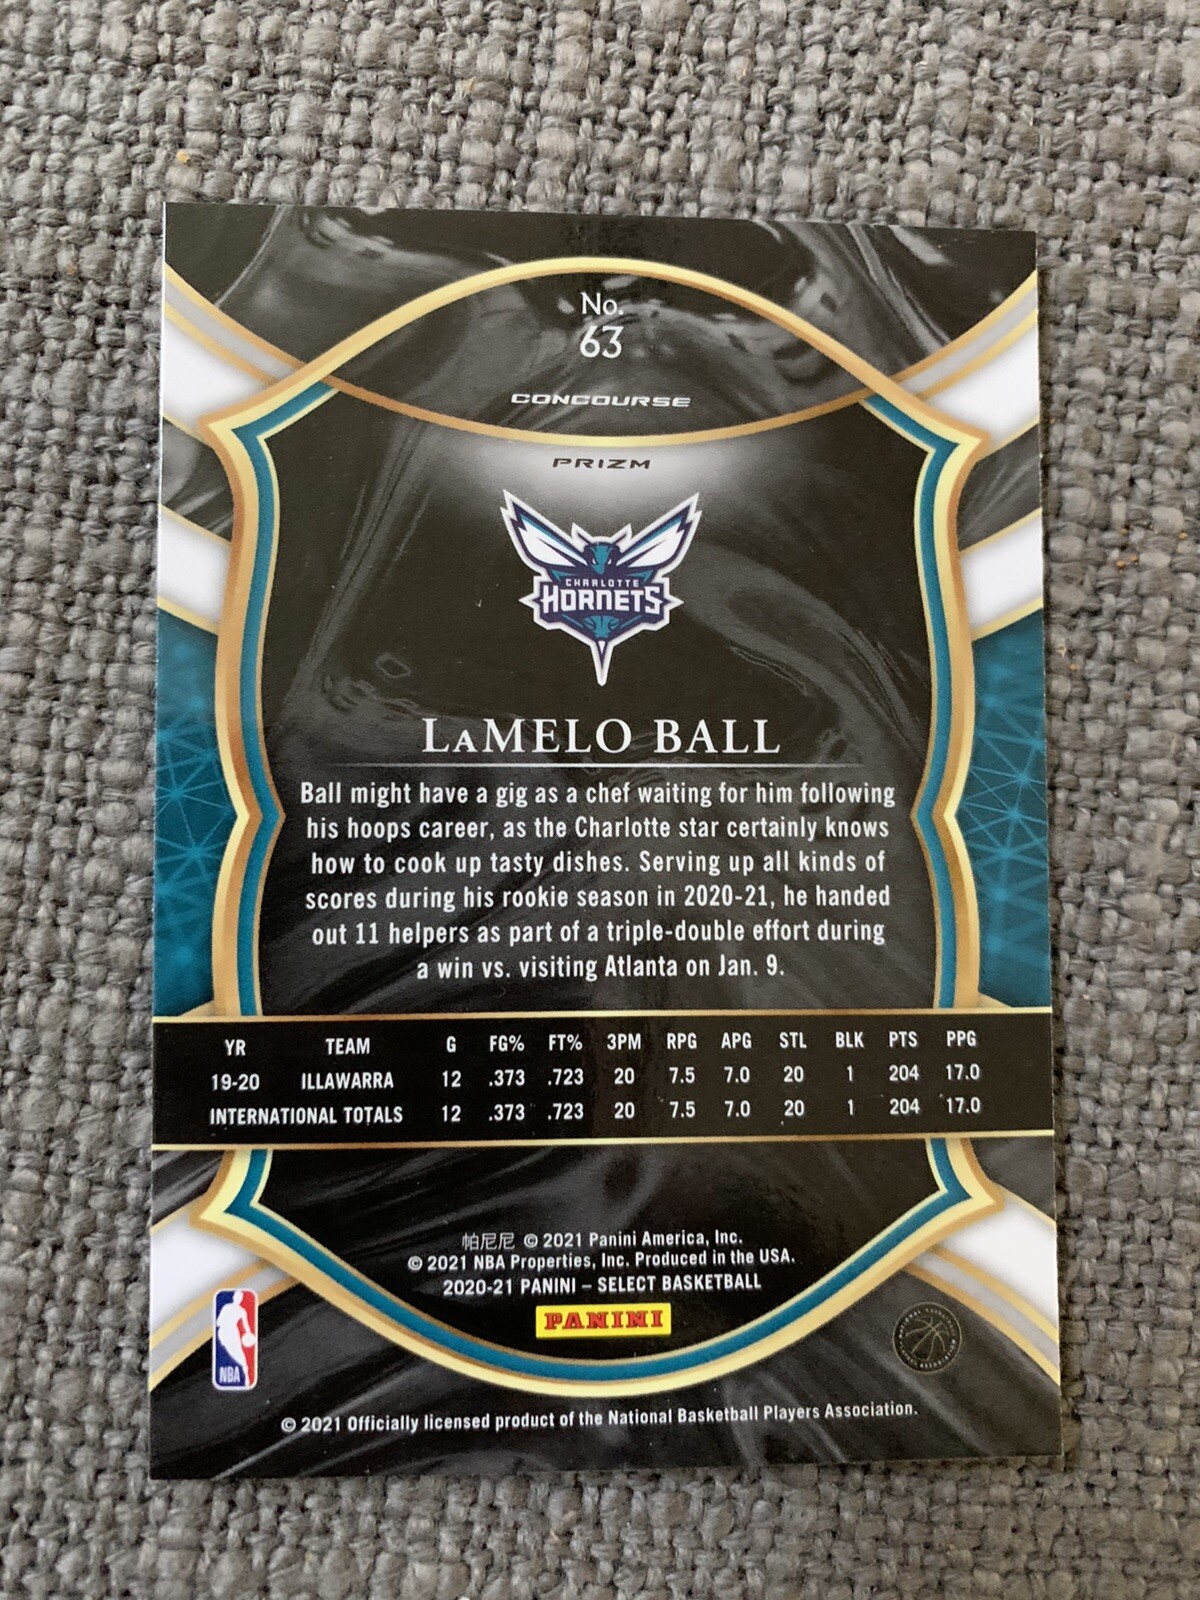 No.
63
CONCOURSE
PRIZM
CHARLOTTE
HORNETS
LaMELO BALL
Ball might have a gig as a chef waiting for him following
his hoops career, as the Charlotte star certainly knows
how to cook up tasty dishes. Serving up all kinds of
scores during his rookie season in 2020-21, he handed
out 11 helpers as part of a triple-double effort during
a win vs. visiting Atlanta on Jan. 9.
YR TEAM G FG% FT% 3PM RPG APG STL BLK PTS PPG
19-20 ILLAWARRA 12 .373 .723 20 7.5 7.0 20 1 204 17.0
INTERNATIONAL TOTALS 12 .373 .723 20 7.5 7.0 20 1 204 17.0
帕尼尼 © 2021 Panini America, Inc.
© 2021 NBA Properties, Inc. Produced in the USA.
2020-21 PANINI – SELECT BASKETBALL
PANINI
NBA
© 2021 Officially licensed product of the National Basketball Players Association.